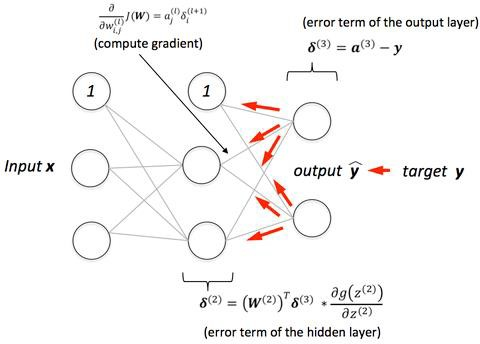 ∂/∂w_{i,j}^{(l)} J(W) = a_j^{(l)} δ_i^{(l+1)}
(compute gradient)
(error term of the output layer)
δ^{(3)} = a^{(3)} − y
1
1
Input x
output ŷ
target y
δ^{(2)} = (W^{(2)})^T δ^{(3)} * ∂g(z^{(2)})/∂z^{(2)}
(error term of the hidden layer)